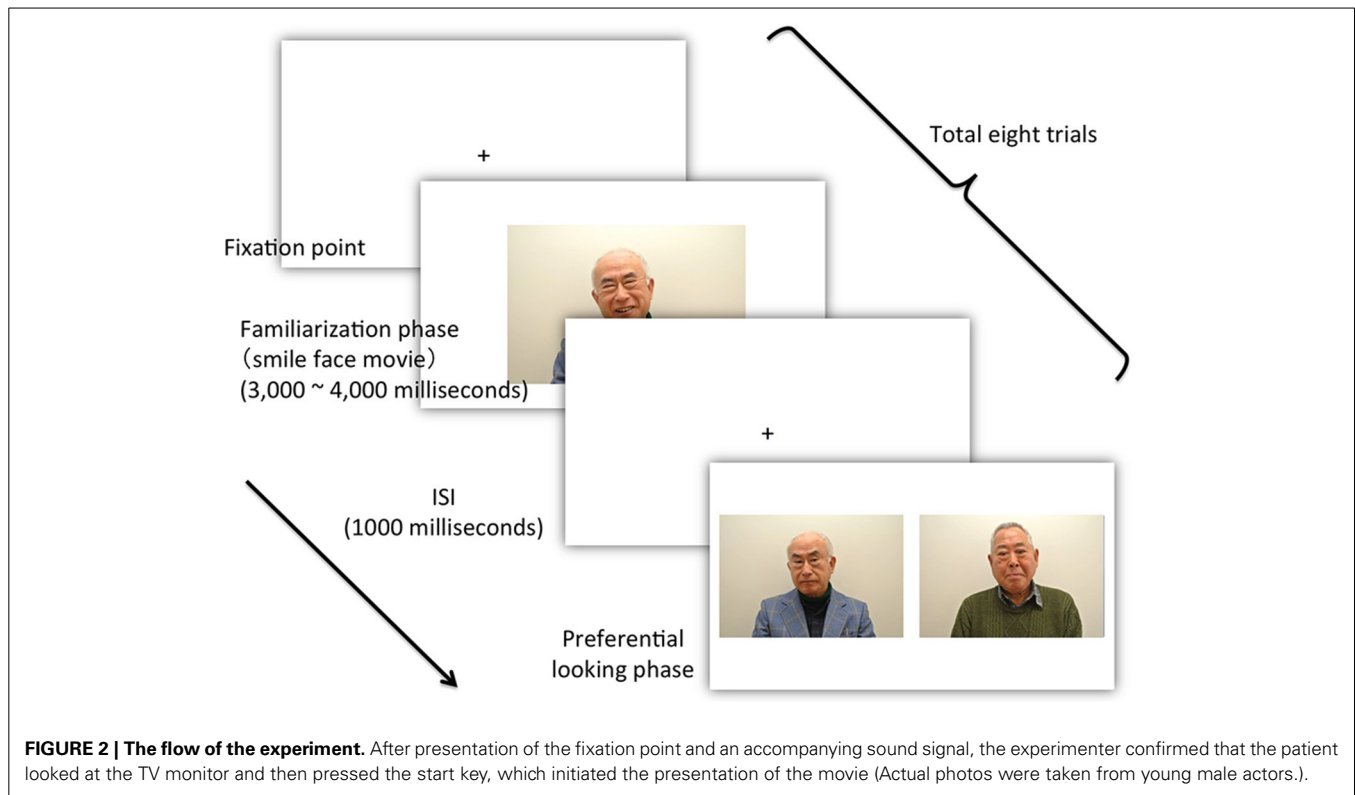 +
Total eight trials
Fixation point
Familiarization phase
（smile face movie）
(3,000 ~ 4,000 milliseconds)
+
ISI
(1000 milliseconds)
Preferential
looking phase
FIGURE 2 | The flow of the experiment. After presentation of the fixation point and an accompanying sound signal, the experimenter confirmed that the patient
looked at the TV monitor and then pressed the start key, which initiated the presentation of the movie (Actual photos were taken from young male actors.).